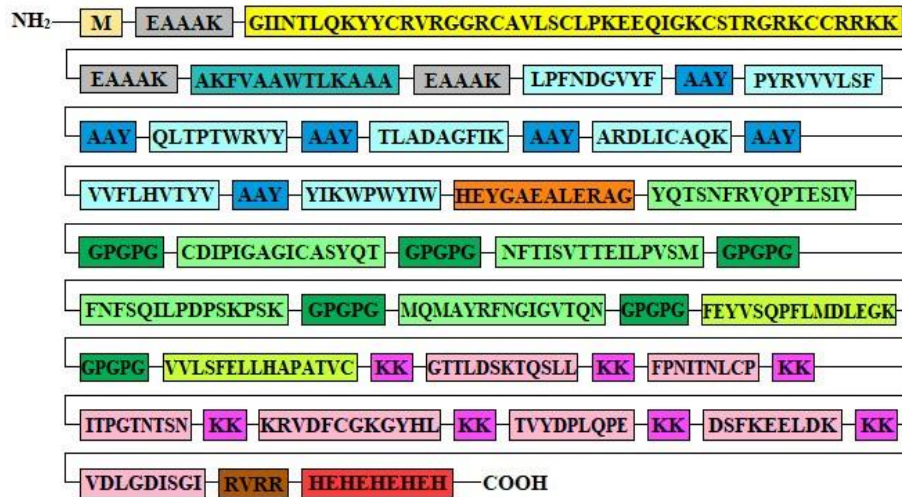 NH₂ M EAAAK GIINTLQKYYCRVRGGRCAVLSCLPKEEQIGKCSTRGRKCCRRKK
EAAAK AKFVAAWTLKAAA EAAAK LPFNDGVYF AAY PYRVVVLSF
AAY QLTPTWRVY AAY TLADAGFIK AAY ARDLICAQK AAY
VVFLHVTYV AAY YIKWPWYIW HEYGAEALERAG YQTSNFRVQPTESIV
GPGPG CDIPIGAGICASYQT GPGPG NFTISVTTEILPVSM GPGPG
FNFSQILPDPSKPSK GPGPG MQMAYRFNGIGVTQN GPGPG FEYVSQPFLMDLEGK
GPGPG VVLSFELLHAPATVC KK GTTLDSKTQSLL KK FPNITNLCP KK
ITPGTNTSN KK KRVDFCGKGYHL KK TVYDPLQPE KK DSFKEELDK KK
VDLGDISGI RVRR HEHEHEHEH COOH